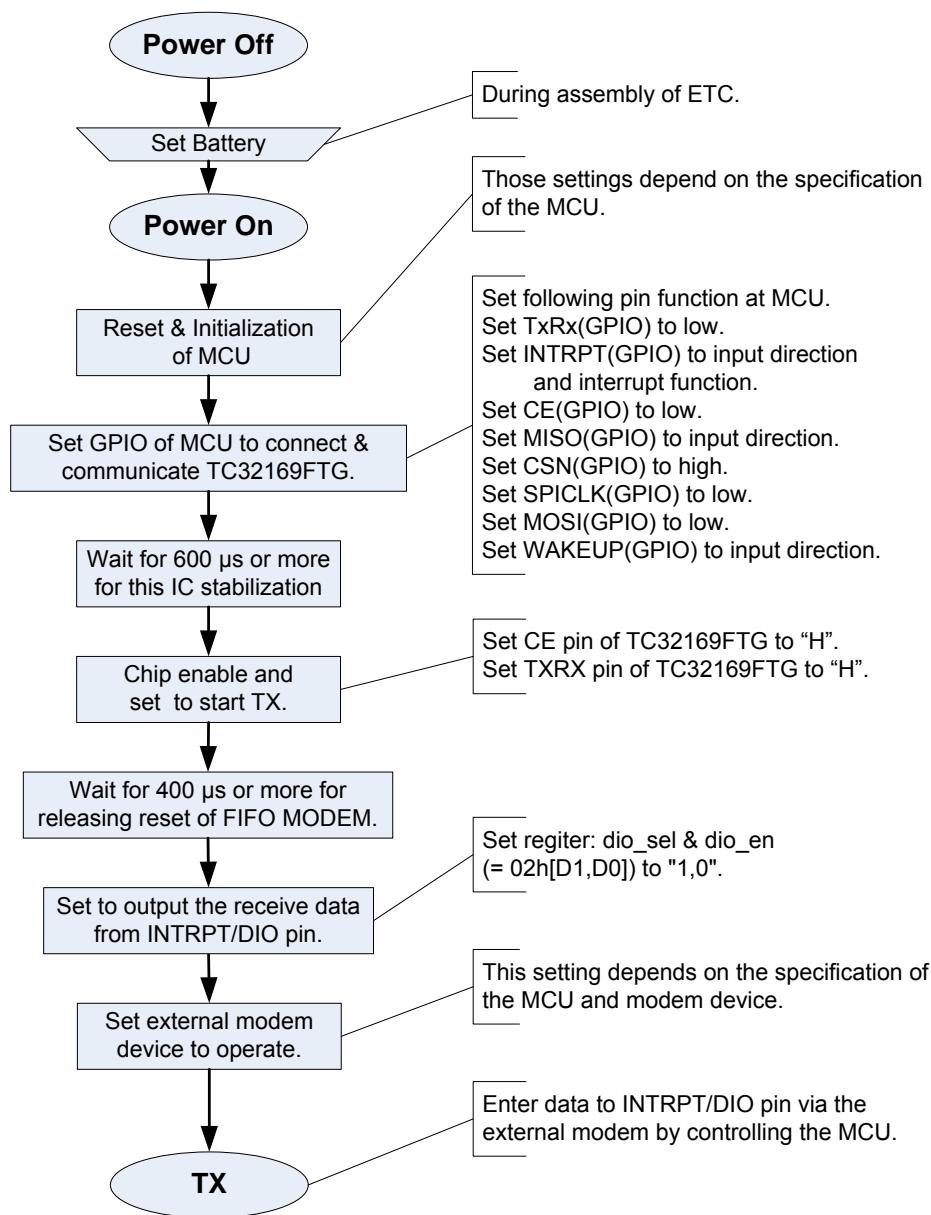 Power Off
During assembly of ETC.
Set Battery
Those settings depend on the specification
of the MCU.
Power On
Reset & Initialization
of MCU
Set following pin function at MCU.
Set TxRx(GPIO) to low.
Set INTRPT(GPIO) to input direction
and interrupt function.
Set CE(GPIO) to low.
Set MISO(GPIO) to input direction.
Set CSN(GPIO) to high.
Set SPICLK(GPIO) to low.
Set MOSI(GPIO) to low.
Set WAKEUP(GPIO) to input direction.
Set GPIO of MCU to connect &
communicate TC32169FTG.
Wait for 600 µs or more
for this IC stabilization
Set CE pin of TC32169FTG to “H”.
Set TXRX pin of TC32169FTG to “H”.
Chip enable and
set to start TX.
Wait for 400 µs or more for
releasing reset of FIFO MODEM.
Set regiter: dio_sel & dio_en
(= 02h[D1,D0]) to "1,0".
Set to output the receive data
from INTRPT/DIO pin.
This setting depends on the specification of
the MCU and modem device.
Set external modem
device to operate.
Enter data to INTRPT/DIO pin via the
external modem by controlling the MCU.
TX